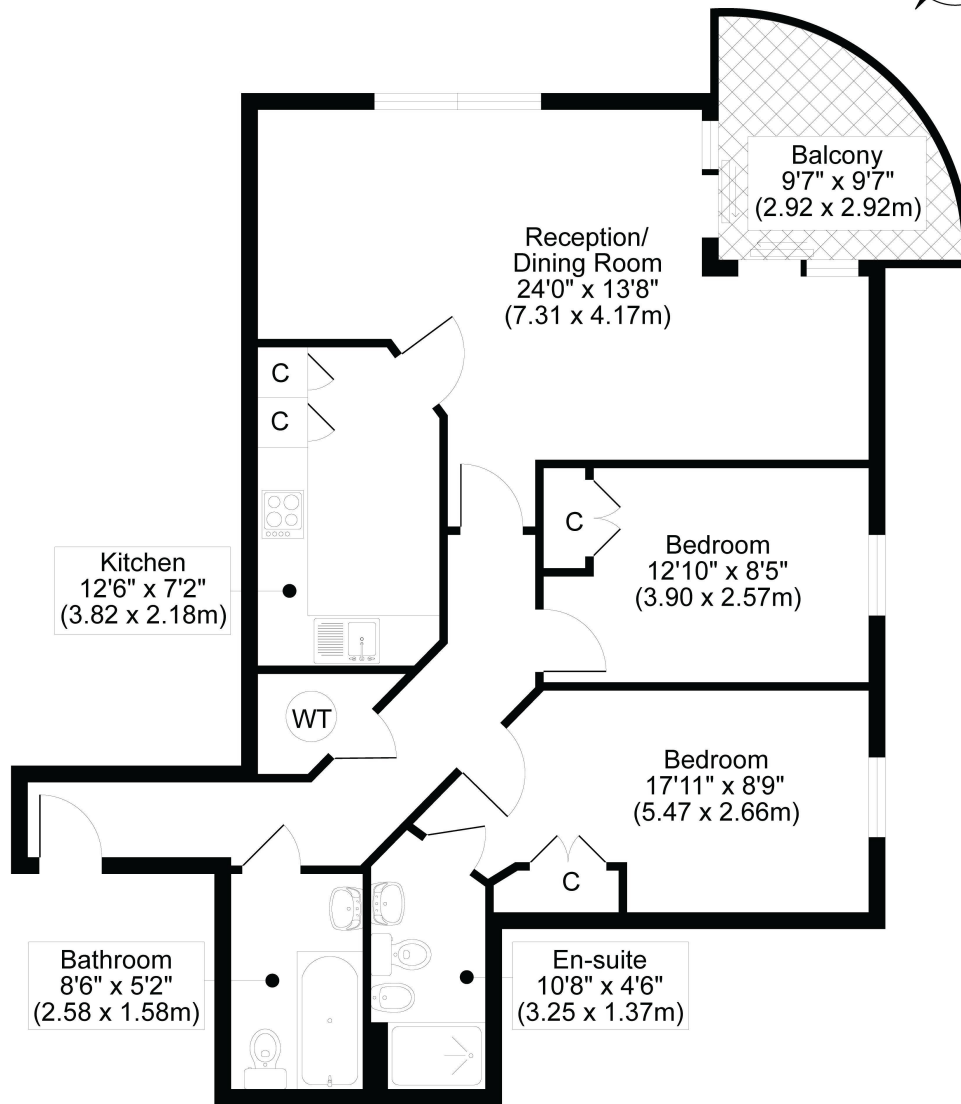 Balcony
9'7" x 9'7"
(2.92 x 2.92m)
Reception/
Dining Room
24'0" x 13'8"
(7.31 x 4.17m)
C
C
C
Kitchen
12'6" x 7'2"
(3.82 x 2.18m)
Bedroom
12'10" x 8'5"
(3.90 x 2.57m)
WT
Bedroom
17'11" x 8'9"
(5.47 x 2.66m)
C
Bathroom
8'6" x 5'2"
(2.58 x 1.58m)
En-suite
10'8" x 4'6"
(3.25 x 1.37m)